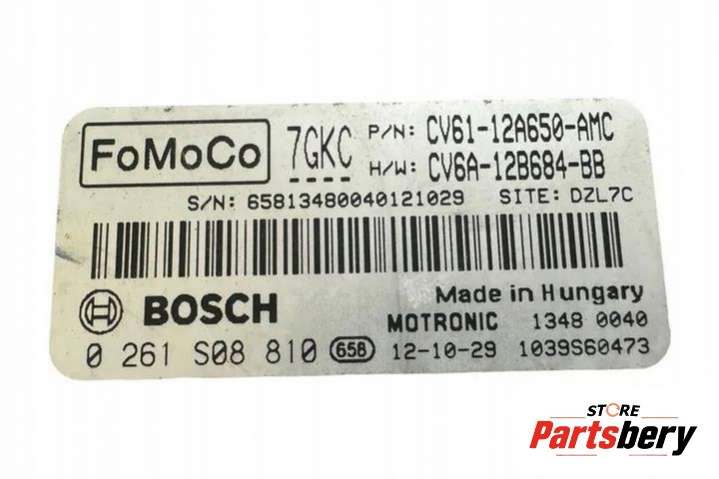 FoMoCo 7GKC P/N: CV61-12A650-AMC
H/W: CV6A-12B684-BB
S/N: 65813480040121029 SITE: DZL7C
BOSCH Made in Hungary
MOTRONIC 1348 0040
0 261 S08 810 658 12-10-29 1039S60473
STORE
Partsbery